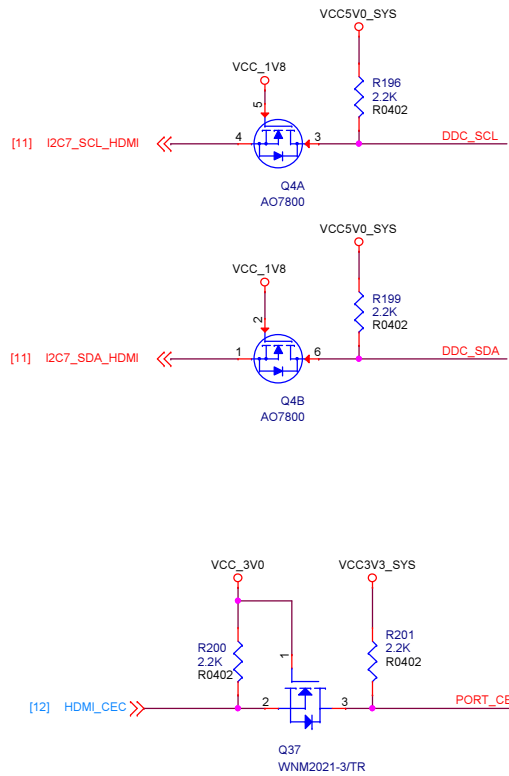 VCC5V0_SYS
VCC_1V8
R196
2.2K
R0402
5
[11] I2C7_SCL_HDMI
4
3
DDC_SCL
Q4A
AO7800
VCC5V0_SYS
VCC_1V8
R199
2.2K
R0402
2
[11] I2C7_SDA_HDMI
1
6
DDC_SDA
Q4B
AO7800
VCC_3V0
VCC3V3_SYS
R200
2.2K
R0402
1
R201
2.2K
R0402
[12] HDMI_CEC
2
3
PORT_CE
Q37
WNM2021-3/TR